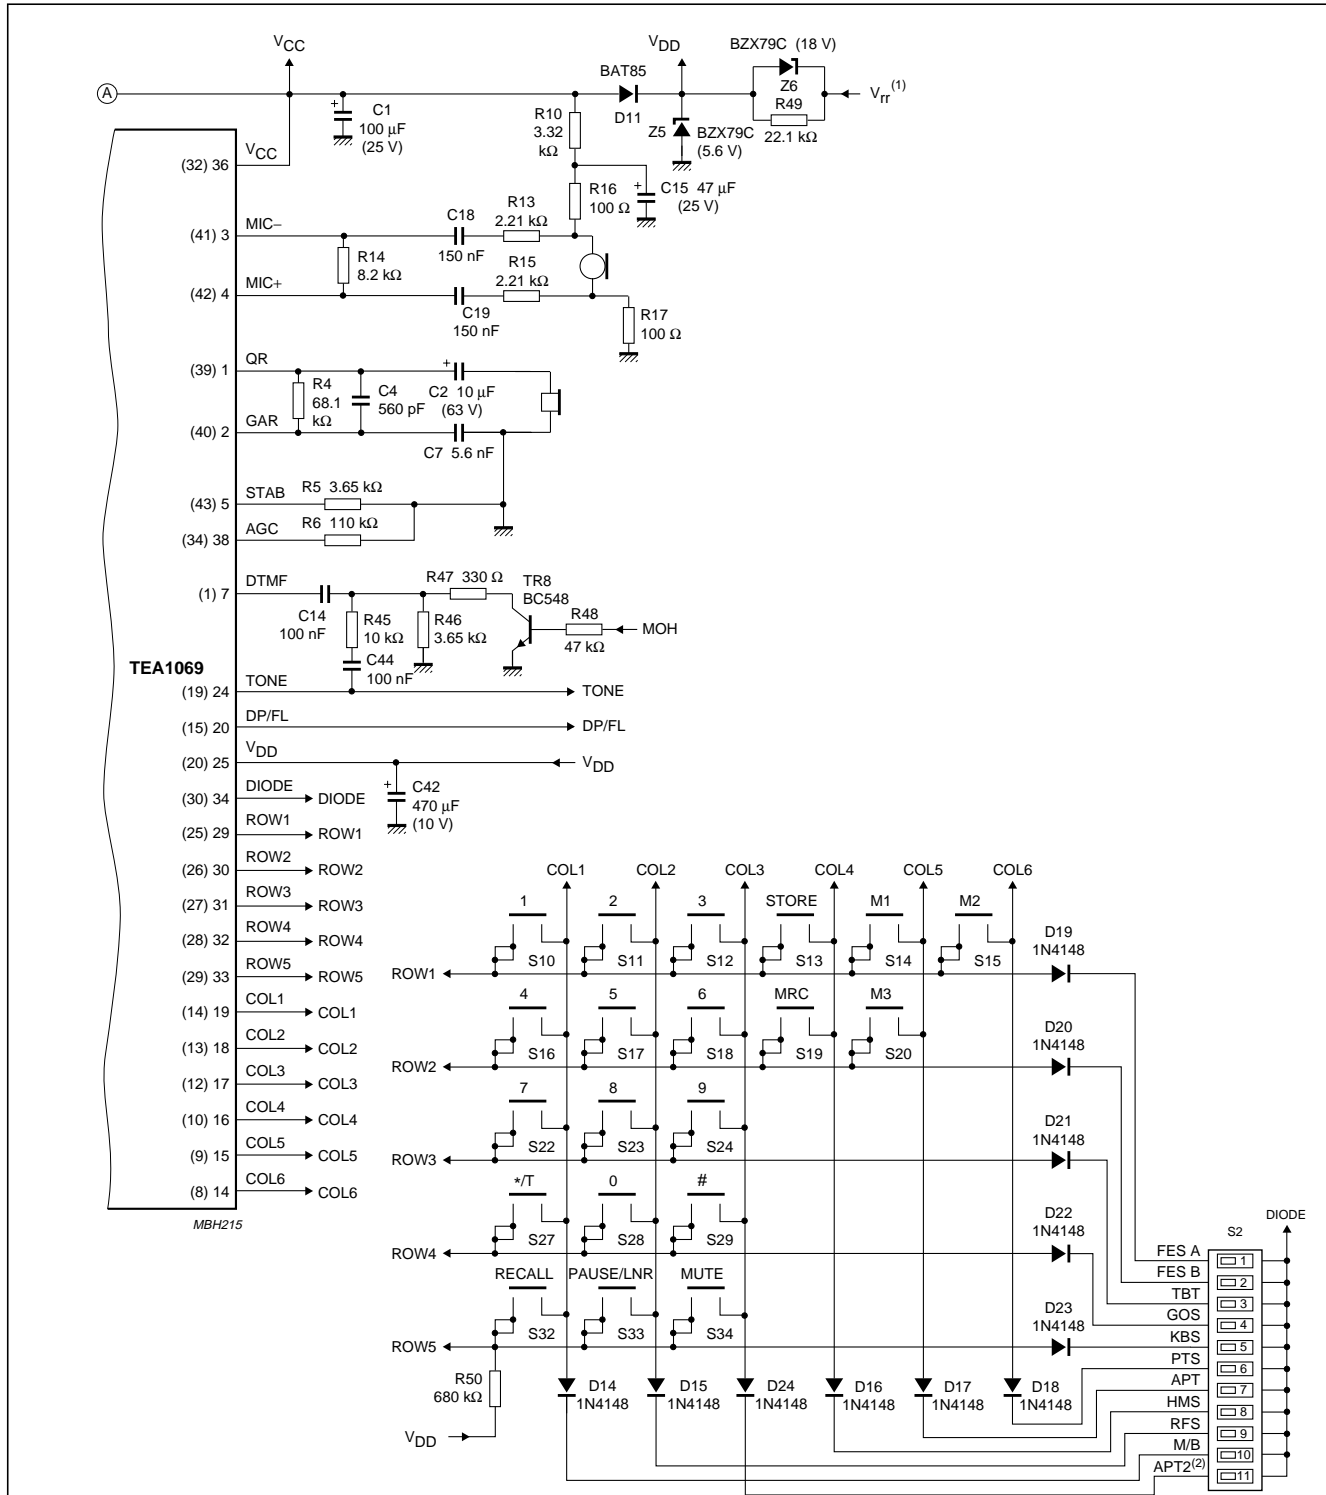 VCC
VDD
BZX79C (18 V)
BAT85
A
Z6
Vrr(1)
+
C1
100 µF
(25 V)
R10
3.32
kΩ
D11
Z5
BZX79C
(5.6 V)
R49
22.1 kΩ
(32) 36
VCC
R16
100 Ω
+
C15 47 µF
(25 V)
(41) 3
MIC−
C18
150 nF
R13
2.21 kΩ
R14
8.2 kΩ
R15
2.21 kΩ
(42) 4
MIC+
C19
150 nF
R17
100 Ω
(39) 1
QR
+
R4
68.1
kΩ
C4
560 pF
C2 10 µF
(63 V)
(40) 2
GAR
C7 5.6 nF
(43) 5
STAB
R5 3.65 kΩ
(34) 38
AGC
R6 110 kΩ
(1) 7
DTMF
R47 330 Ω
TR8
BC548
C14
100 nF
R45
10 kΩ
R46
3.65 kΩ
R48
47 kΩ
MOH
C44
100 nF
TEA1069
(19) 24
TONE
TONE
(15) 20
DP/FL
DP/FL
(20) 25
VDD
VDD
+
C42
470 µF
(10 V)
(30) 34
DIODE
DIODE
(25) 29
ROW1
ROW1
(26) 30
ROW2
ROW2
(27) 31
ROW3
ROW3
(28) 32
ROW4
ROW4
(29) 33
ROW5
ROW5
(14) 19
COL1
COL1
(13) 18
COL2
COL2
(12) 17
COL3
COL3
(10) 16
COL4
COL4
(9) 15
COL5
COL5
(8) 14
COL6
COL6
MBH215
COL1 COL2 COL3 COL4 COL5 COL6
1 2 3 STORE M1 M2
S10 S11 S12 S13 S14 S15
D19
1N4148
ROW1
4 5 6 MRC M3
S16 S17 S18 S19 S20
D20
1N4148
ROW2
7 8 9
S22 S23 S24
D21
1N4148
ROW3
*/T 0 #
S27 S28 S29
D22
1N4148
ROW4
RECALL PAUSE/LNR MUTE
S32 S33 S34
D23
1N4148
ROW5
R50
680 kΩ
VDD
D14
1N4148
D15
1N4148
D24
1N4148
D16
1N4148
D17
1N4148
D18
1N4148
S2
DIODE
FES A 1
FES B 2
TBT 3
GOS 4
KBS 5
PTS 6
APT 7
HMS 8
RFS 9
M/B 10
APT2(2) 11